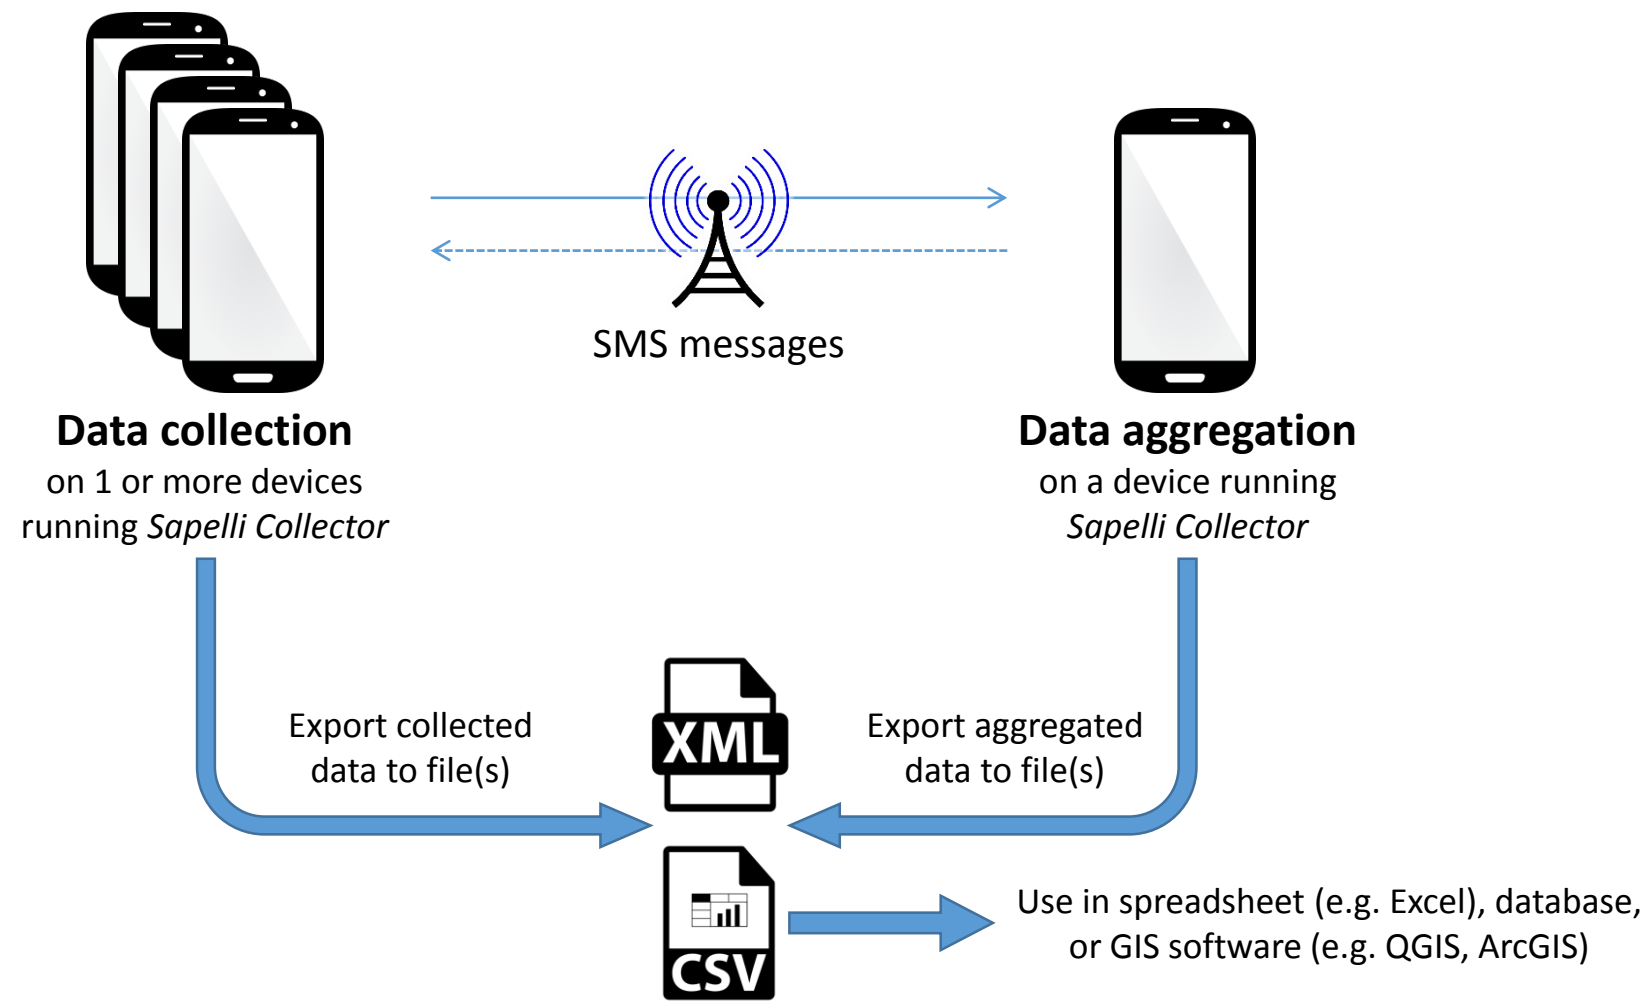 SMS messages
Data collection
on 1 or more devices
running Sapelli Collector
Data aggregation
on a device running
Sapelli Collector
Export collected
data to file(s)
XML
Export aggregated
data to file(s)
CSV
Use in spreadsheet (e.g. Excel), database,
or GIS software (e.g. QGIS, ArcGIS)